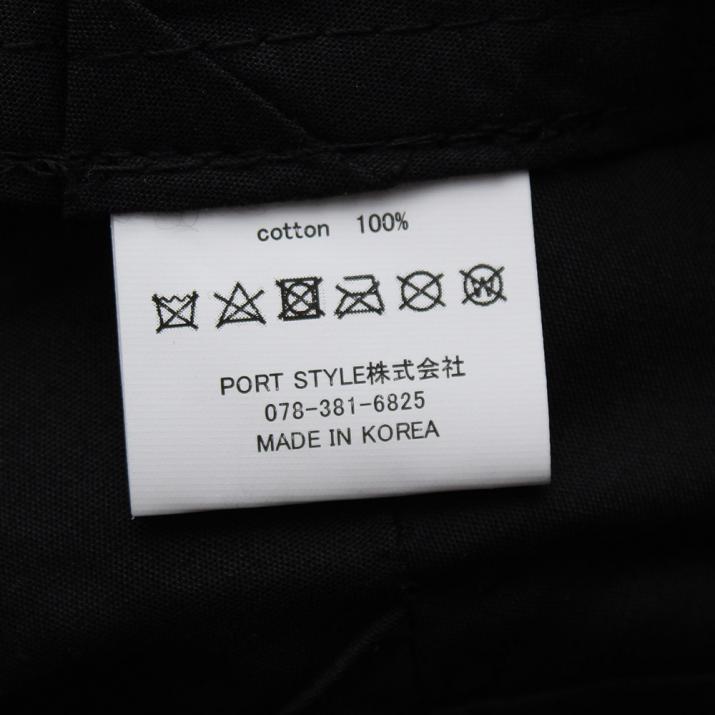 cotton 100%
W
PORT STYLE株式会社
078-381-6825
MADE IN KOREA